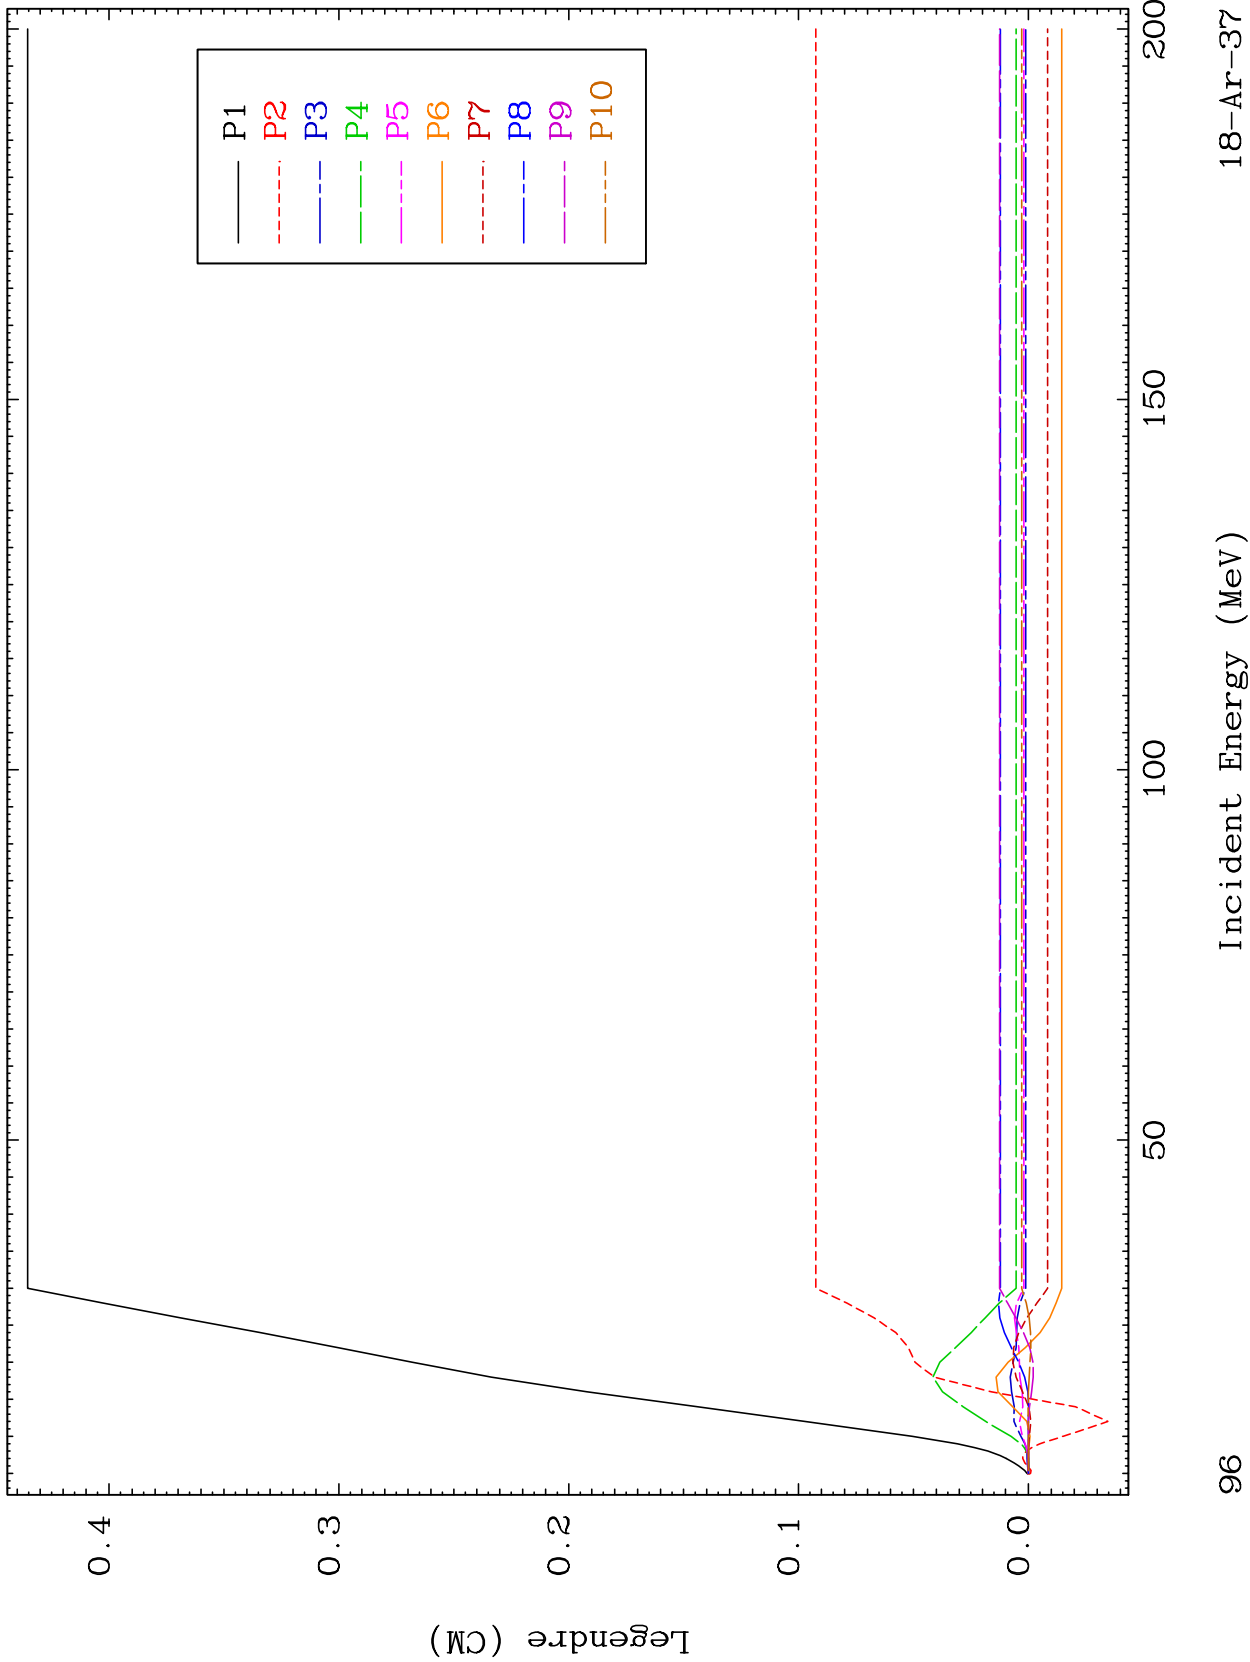 Legendre (CM)
0.4
0.3
0.2
0.1
0.0
P1
P2
P3
P4
P5
P6
P7
P8
P9
P10
50
100
150
200
96
Incident Energy (MeV)
18-Ar-37